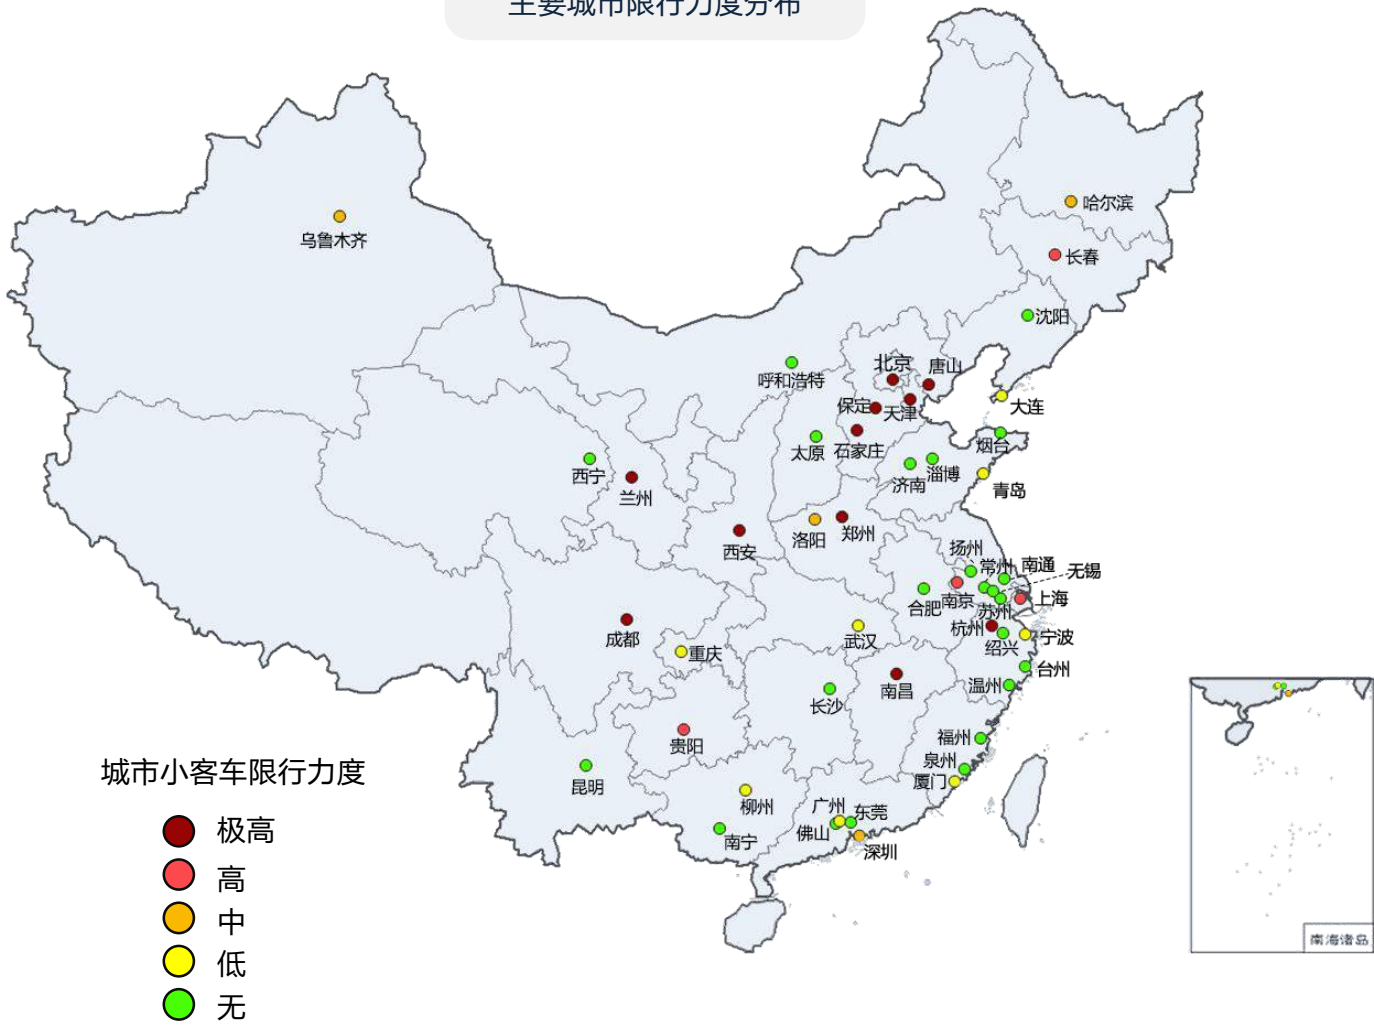 主要城市限行力度分布
哈尔滨
乌鲁木齐
长春
沈阳
北京
唐山
呼和浩特
保定
天津
大连
太原
石家庄
烟台
西宁
济南
淄博
兰州
青岛
洛阳
郑州
西安
扬州
常州
南通
无锡
合肥
南京
苏州
上海
成都
武汉
杭州
绍兴
宁波
重庆
台州
南昌
温州
长沙
贵阳
福州
泉州
昆明
厦门
柳州
广州
东莞
佛山
南宁
深圳
城市小客车限行力度
极高
高
中
低
无
南海诸岛